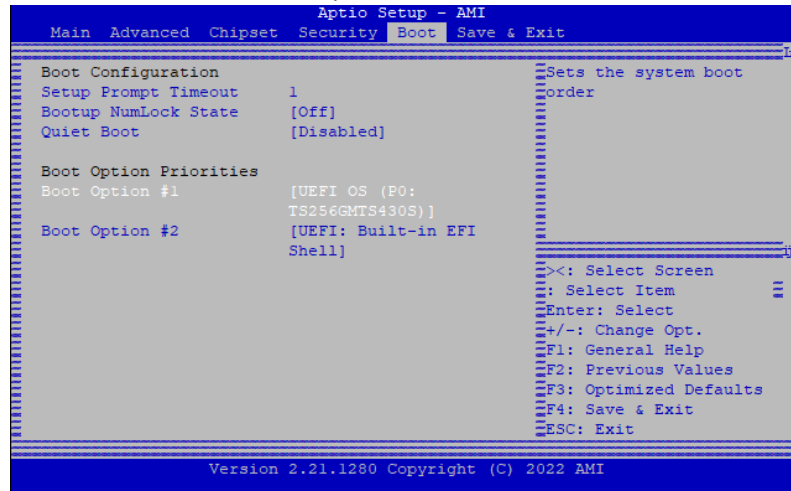 Aptio Setup - AMI
Main Advanced Chipset Security Boot Save & Exit
Boot Configuration
Setup Prompt Timeout 1
Bootup NumLock State [Off]
Quiet Boot [Disabled]
Boot Option Priorities
Boot Option #1 [UEFI OS (P0:
TS256GMTS430S)]
Boot Option #2 [UEFI: Built-in EFI
Shell]
Sets the system boot
order
><: Select Screen
: Select Item
Enter: Select
+/-: Change Opt.
F1: General Help
F2: Previous Values
F3: Optimized Defaults
F4: Save & Exit
ESC: Exit
Version 2.21.1280 Copyright (C) 2022 AMI